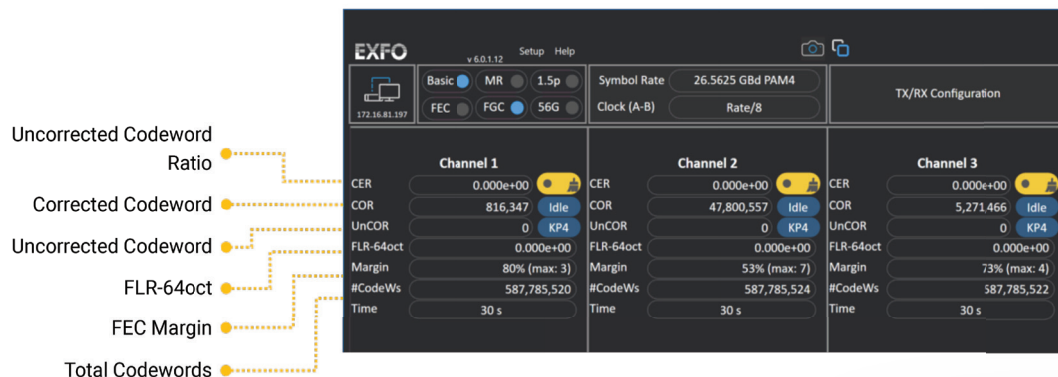 Uncorrected Codeword
Ratio
Corrected Codeword
Uncorrected Codeword
FLR-64oct
FEC Margin
Total Codewords
EXFO
v 6.0.1.12
Setup Help
172.16.81.197
Basic MR 1.5p
FEC FGC 56G
Symbol Rate 26.5625 GBd PAM4
Clock (A-B) Rate/8
TX/RX Configuration
Channel 1
CER 0.000e+00
COR 816,347 Idle
UnCOR 0 KP4
FLR-64oct 0.000e+00
Margin 80% (max: 3)
#CodeWs 587,785,520
Time 30 s
Channel 2
CER 0.000e+00
COR 47,800,557 Idle
UnCOR 0 KP4
FLR-64oct 0.000e+00
Margin 53% (max: 7)
#CodeWs 587,785,524
Time 30 s
Channel 3
CER 0.000e+00
COR 5,271,466 Idle
UnCOR 0 KP4
FLR-64oct 0.000e+00
Margin 73% (max: 4)
#CodeWs 587,785,522
Time 30 s